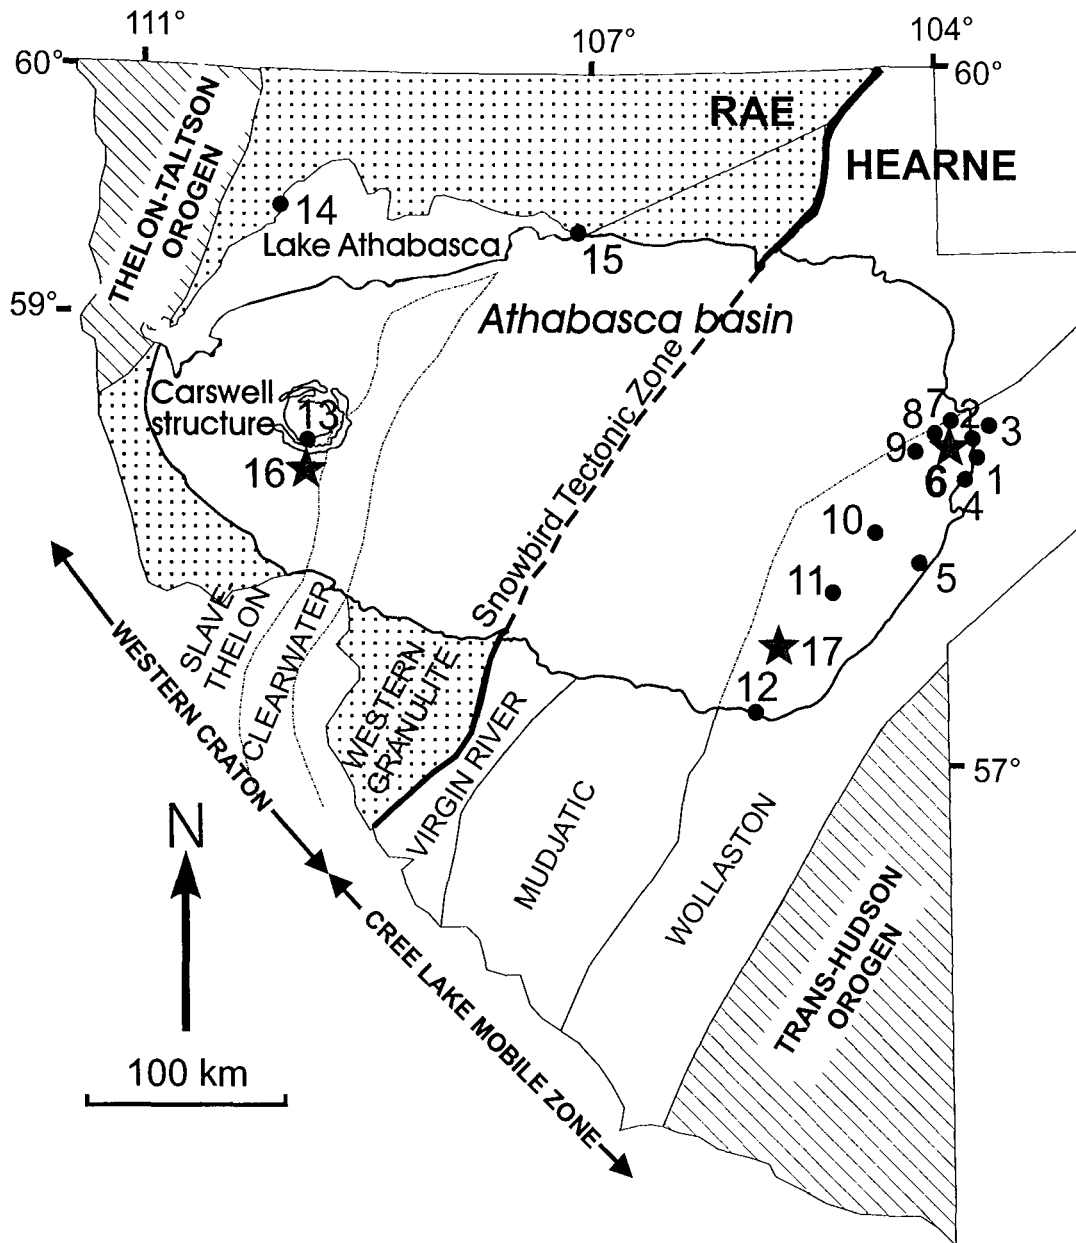 111°
107°
104°
60°
60°
RAE
HEARNE
THELON-TALTSON
OROGEN
14
Lake Athabasca
15
59°
Athabasca basin
Snowbird Tectonic Zone
Carswell
structure
13
16
8
7
2
3
9
6
1
4
10
5
11
17
12
SLAVE-
THELON
CLEARWATER
WESTERN
GRANULITE
VIRGIN RIVER
MUDJATIC
WOLLASTON
57°
WESTERN CRATON
CREE LAKE MOBILE ZONE
TRANS-HUDSON
OROGEN
N
100 km